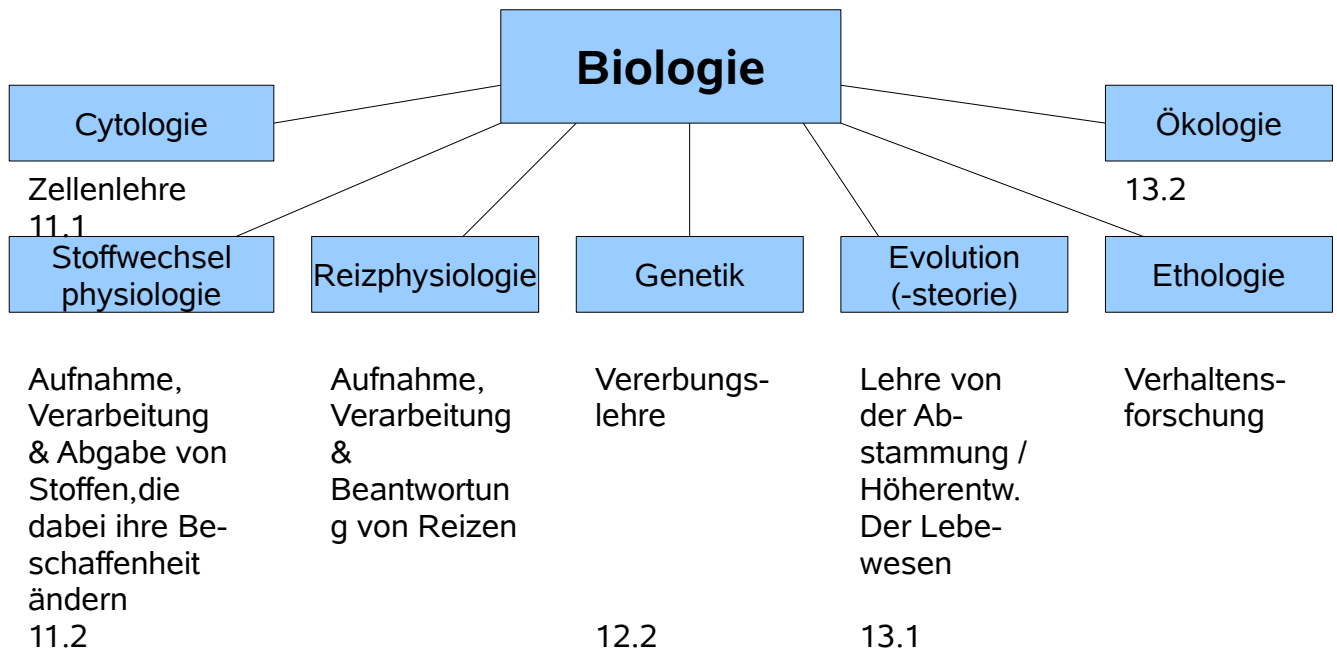 Biologie
Cytologie
Ökologie
Zellenlehre
11.1
13.2
Stoffwechsel
physiologie
Reizphysiologie
Genetik
Evolution
(-steorie)
Ethologie
Aufnahme,
Verarbeitung
& Abgabe von
Stoffen,die
dabei ihre Be-
schaffenheit
ändern
11.2
Aufnahme,
Verarbeitung
&
Beantwortun
g von Reizen
Vererbungs-
lehre
12.2
Lehre von
der Ab-
stammung /
Höherentw.
Der Lebe-
wesen
13.1
Verhaltens-
forschung